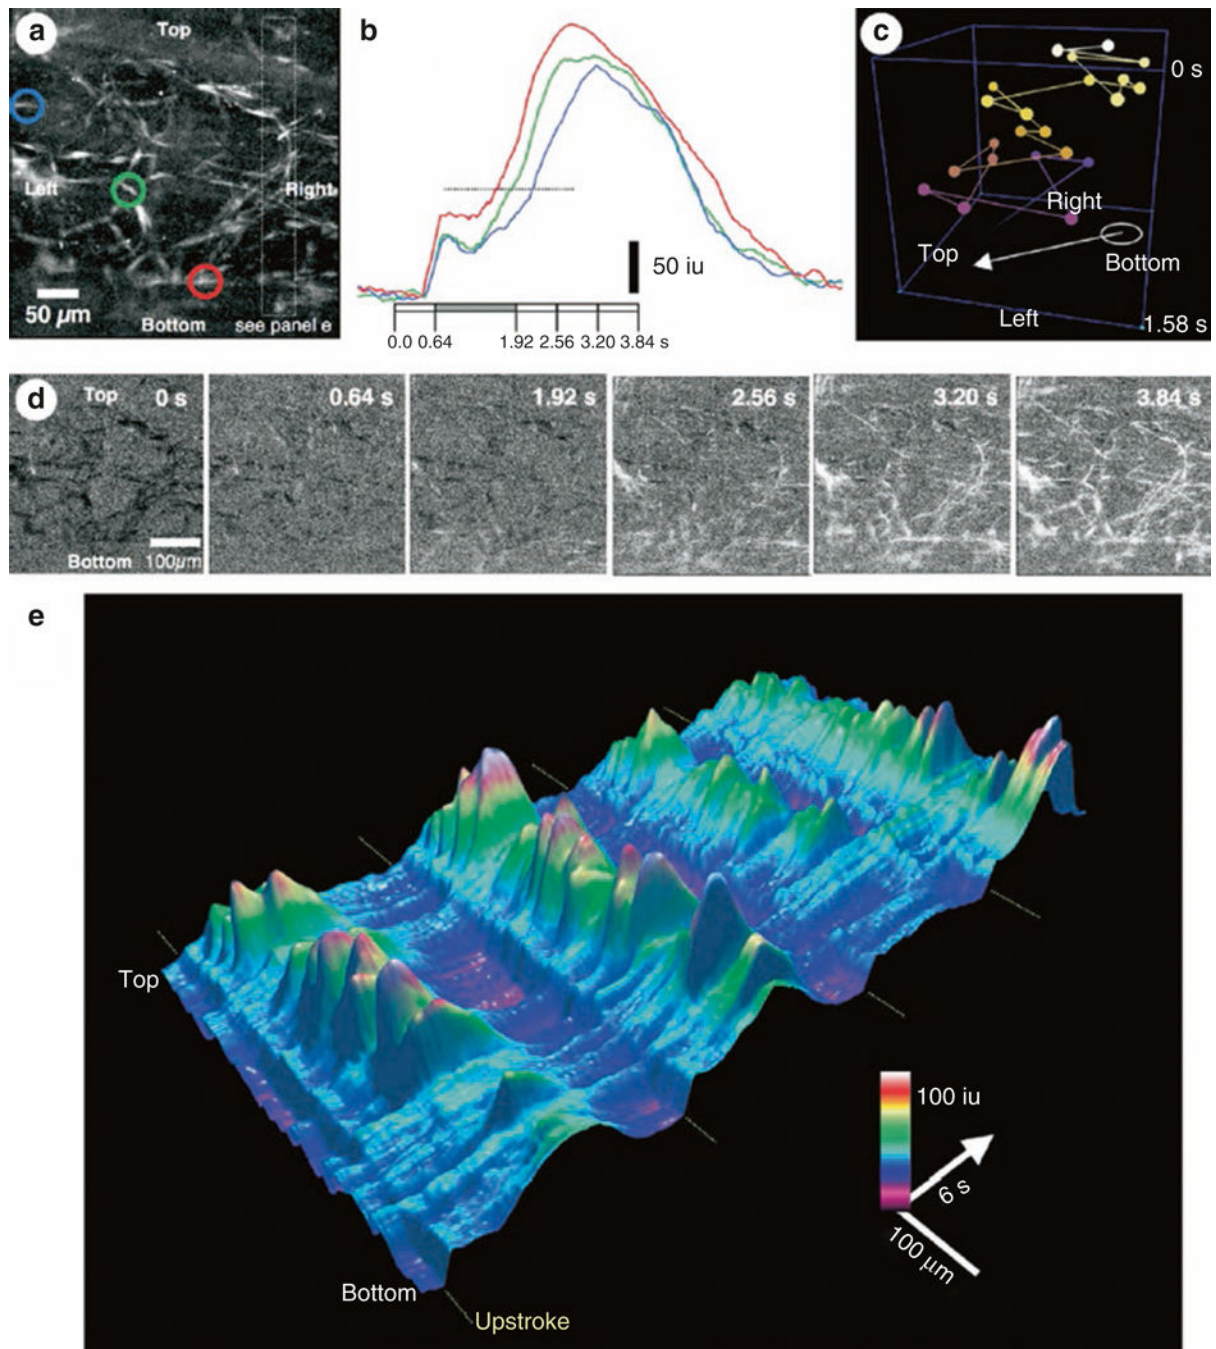 a
Top
Left
Right
50 µm
Bottom
see panel e
b
50 iu
0.0 0.64 1.92 2.56 3.20 3.84 s
c
0 s
Right
Top
Bottom
Left
1.58 s
d
Top 0 s
Bottom 100µm
0.64 s
1.92 s
2.56 s
3.20 s
3.84 s
e
Top
Bottom
Upstroke
100 iu
6 s
100 µm